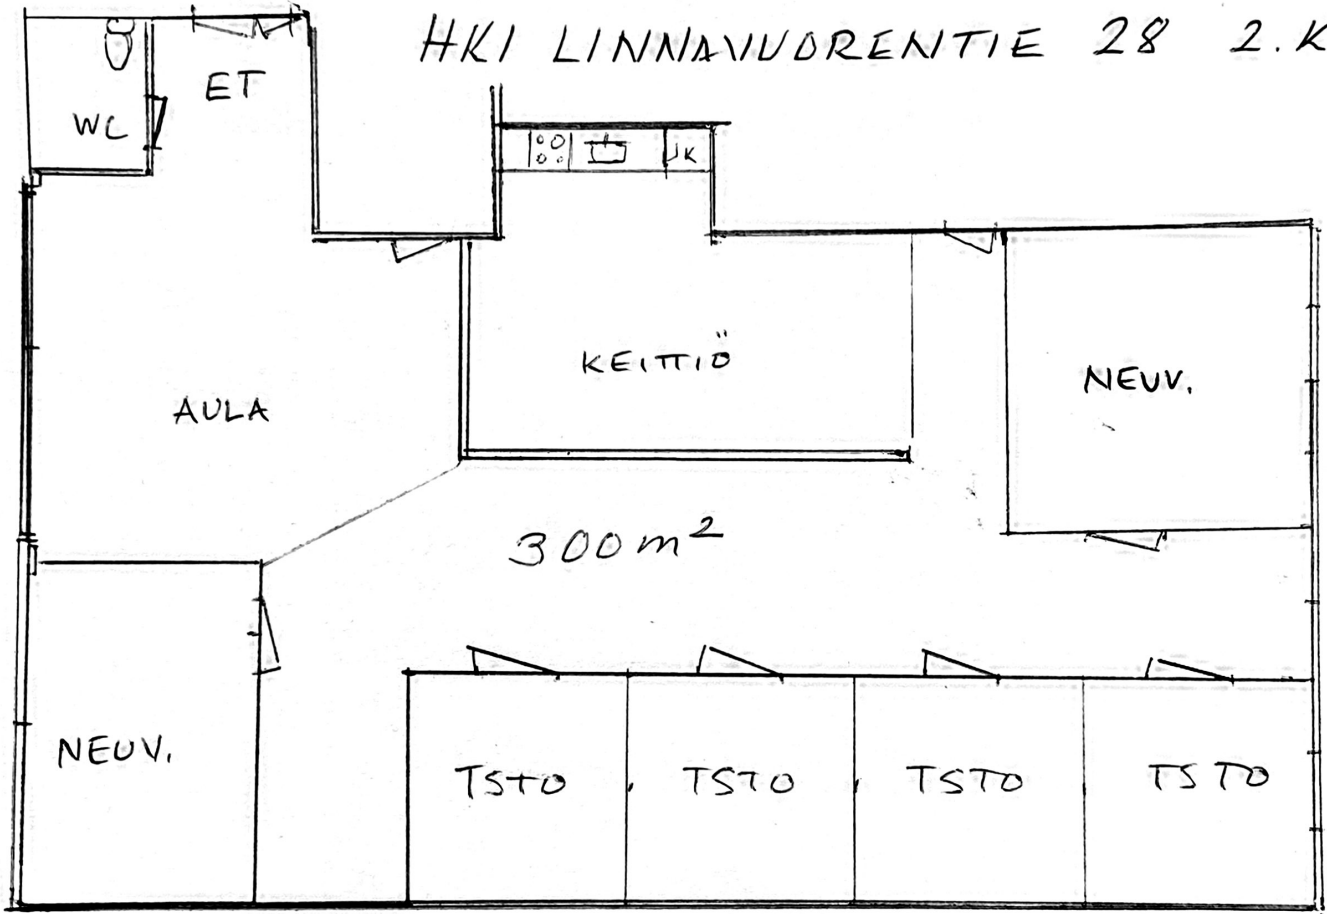 HKI LINNAVUORENTIE 28 2.K
ET
WC
JK
KEITTIÖ
NEUV.
AULA
300m²
NEUV.
TSTO
TSTO
TSTO
TSTO